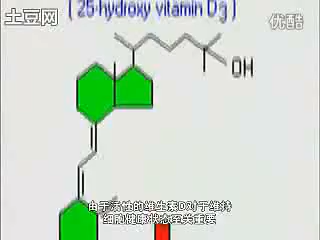 (25-hydroxy vitamin D3)
土豆网
优酷
OH
由于活性的维生素D对于维持
细胞健康状态至关重要